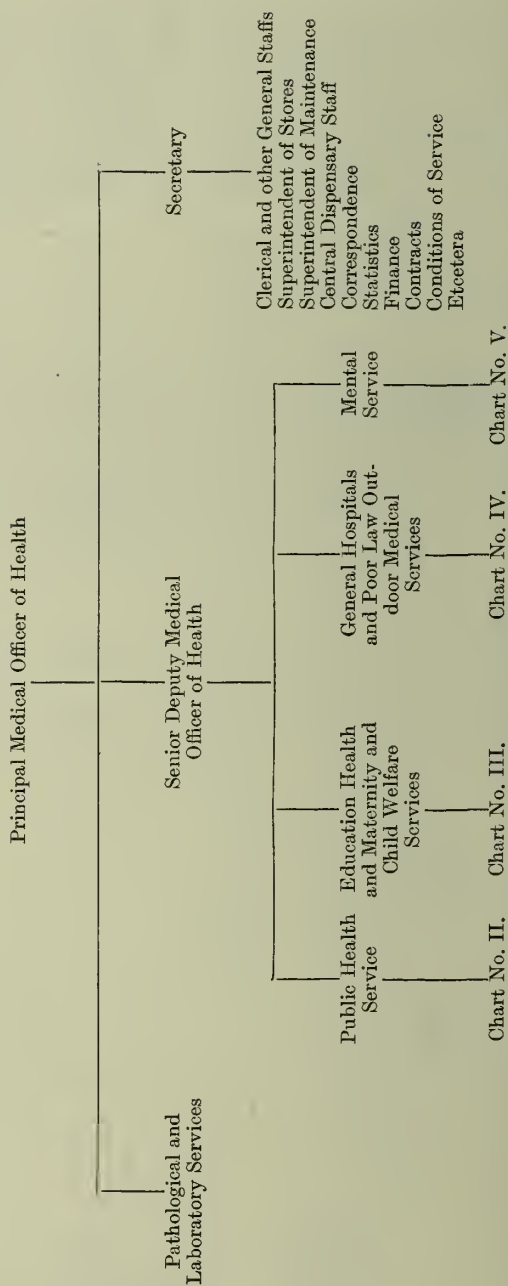 Principal Medical Officer of Health
Pathological and
Laboratory Services
Senior Deputy Medical
Officer of Health
Secretary
Clerical and other General Staffs
Superintendent of Stores
Superintendent of Maintenance
Central Dispensary Staff
Correspondence
Statistics
Finance
Contracts
Conditions of Service
Etcetera
Public Health
Service
Education Health
and Maternity and
Child Welfare
Services
General Hospitals
and Poor Law Out-
door Medical
Services
Mental
Service
Chart No. II.
Chart No. III.
Chart No. IV.
Chart No. V.